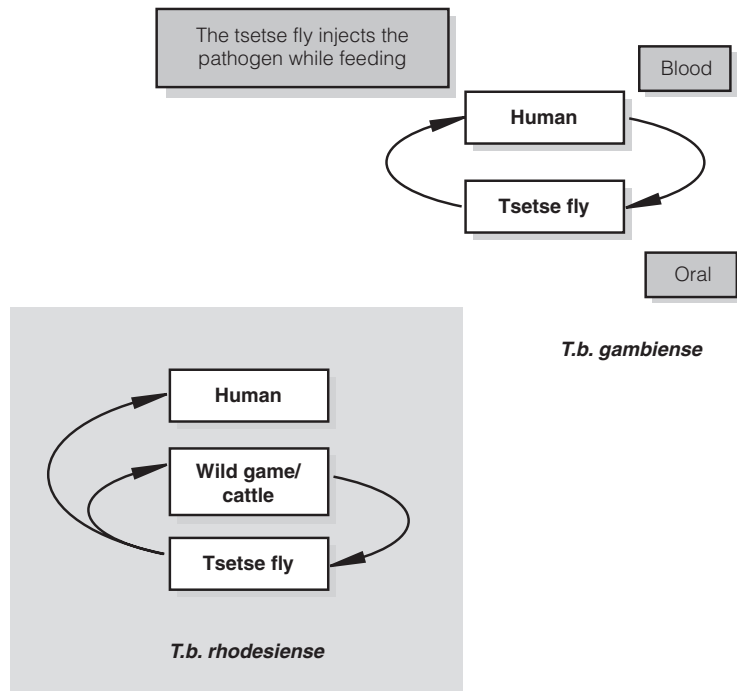 The tsetse fly injects the
pathogen while feeding
Blood
Human
Tsetse fly
Oral
T.b. gambiense
Human
Wild game/
cattle
Tsetse fly
T.b. rhodesiense